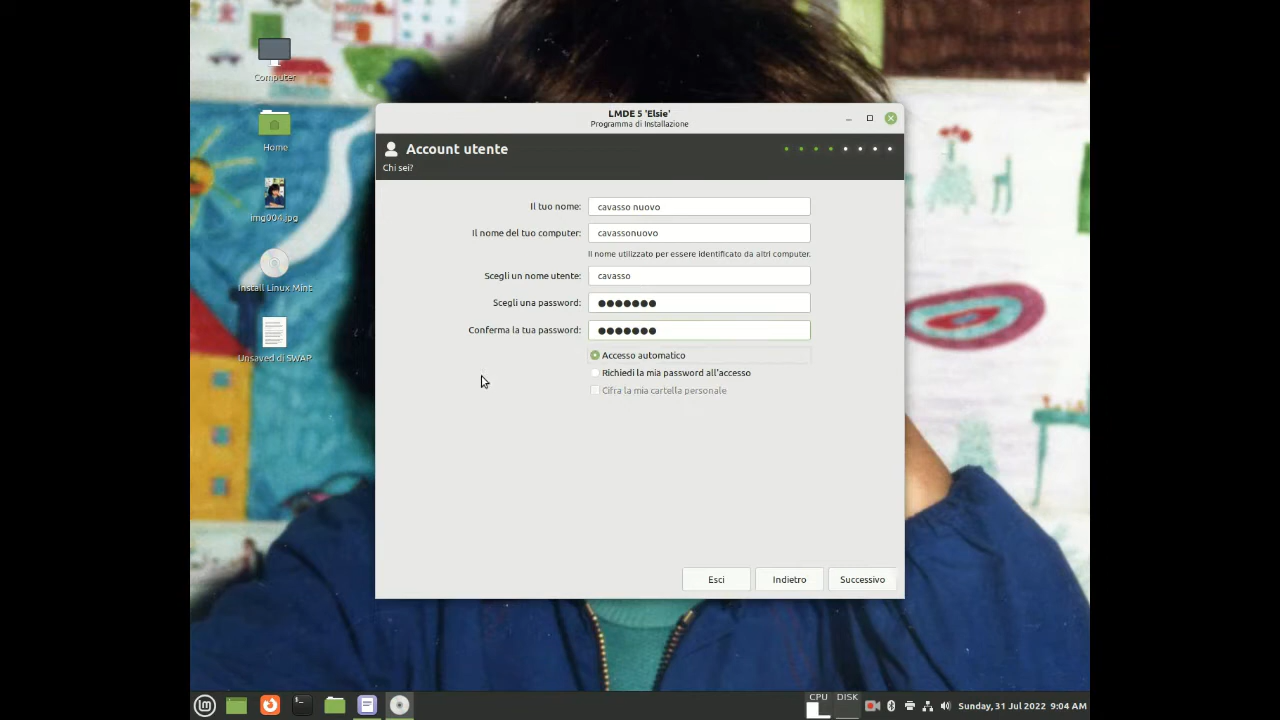 Computer
Home
img004.jpg
Install Linux Mint
Unsaved di SWAP
LMDE 5 'Elsie'
Programma di Installazione
Account utente
Chi sei?
Il tuo nome: cavasso nuovo
Il nome del tuo computer: cavassonuovo
Il nome utilizzato per essere identificato da altri computer.
Scegli un nome utente: cavasso
Scegli una password: ●●●●●●●
Conferma la tua password: ●●●●●●●
Accesso automatico
Richiedi la mia password all'accesso
Cifra la mia cartella personale
Esci Indietro Successivo
CPU DISK
Sunday, 31 Jul 2022 9:04 AM